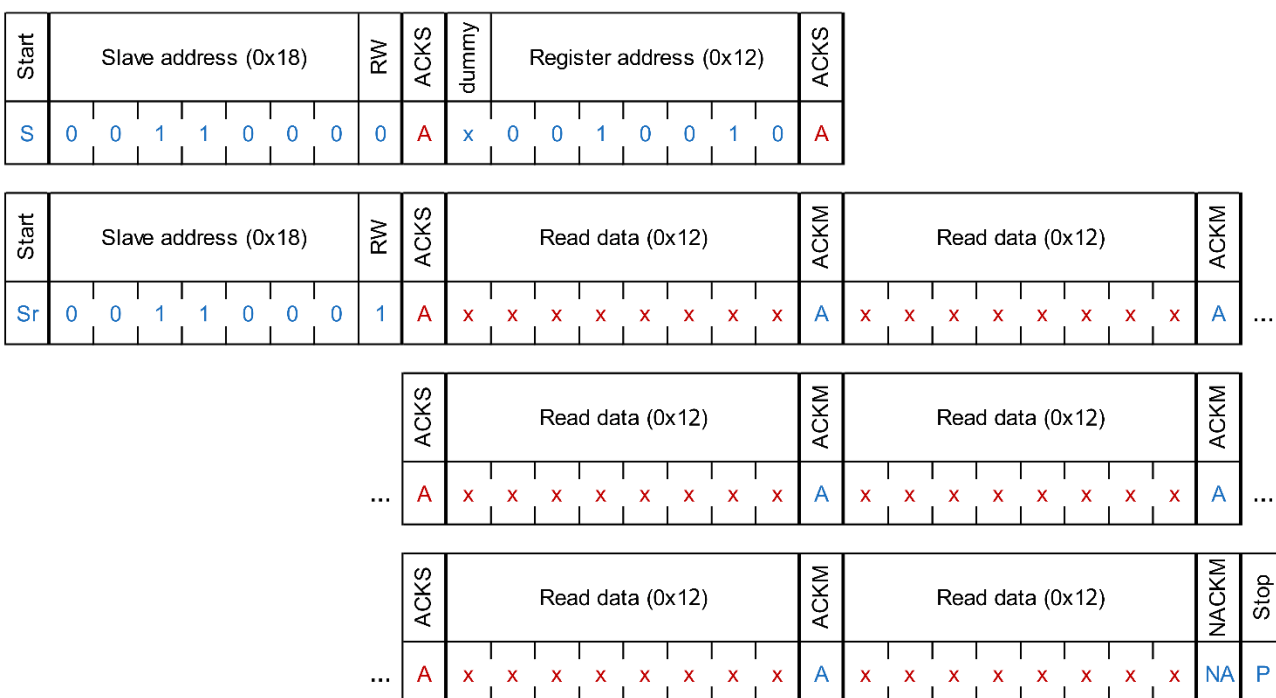 Start Slave address (0x18) RW ACKS dummy Register address (0x12) ACKS
S 0 0 1 1 0 0 0 0 A x 0 0 1 0 0 1 0 A
Start Slave address (0x18) RW ACKS Read data (0x12) ACKM Read data (0x12) ACKM
Sr 0 0 1 1 0 0 0 1 A x x x x x x x x A x x x x x x x x A ...
ACKS Read data (0x12) ACKM Read data (0x12) ACKM
... A x x x x x x x x A x x x x x x x x A ...
ACKS Read data (0x12) ACKM Read data (0x12) NACKM Stop
... A x x x x x x x x A x x x x x x x x NA P